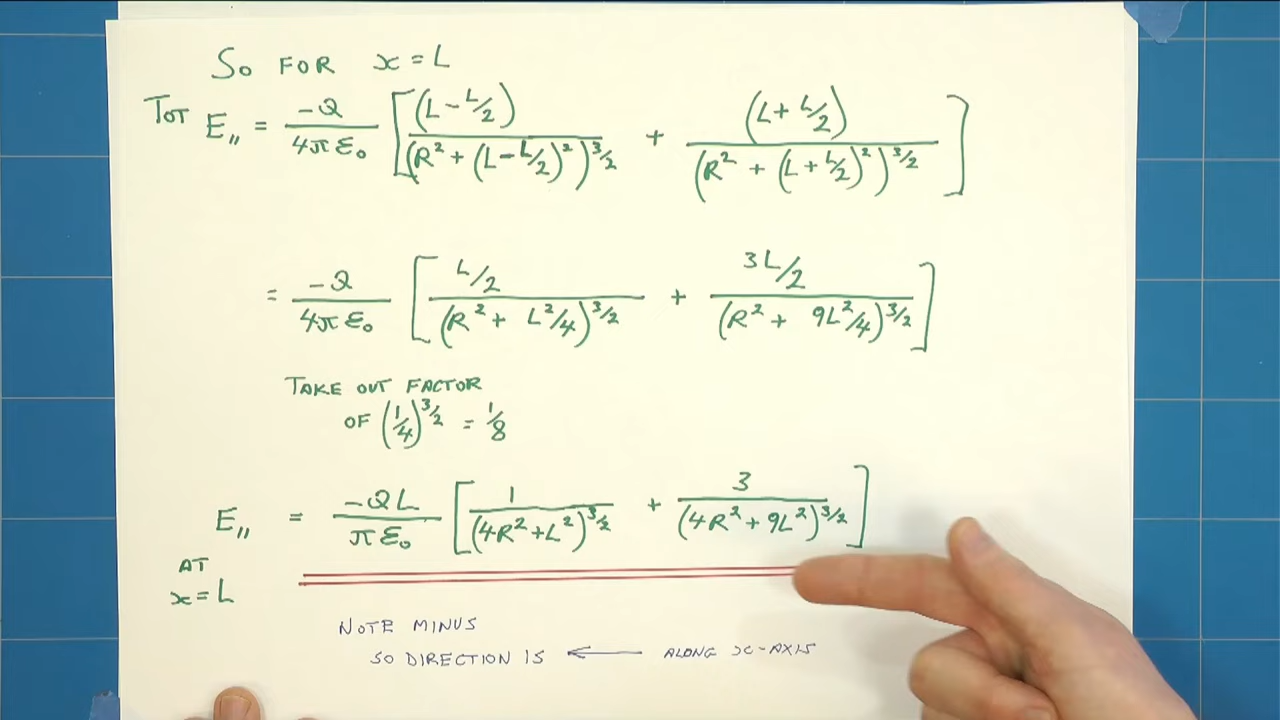 So FOR x = L
TOT E,, = -Q/4πε₀ [ (L - L/2)/(R² + (L - L/2)²)^3/2 + (L + L/2)/(R² + (L + L/2)²)^3/2 ]
= -Q/4πε₀ [ L/2/(R² + L²/4)^3/2 + 3L/2/(R² + 9L²/4)^3/2 ]
TAKE OUT FACTOR
OF (1/4)^3/2 = 1/8
E,, = -QL/πε₀ [ 1/(4R² + L²)^3/2 + 3/(4R² + 9L²)^3/2 ]
AT
x = L
NOTE MINUS
SO DIRECTION IS ← ALONG x-AXIS